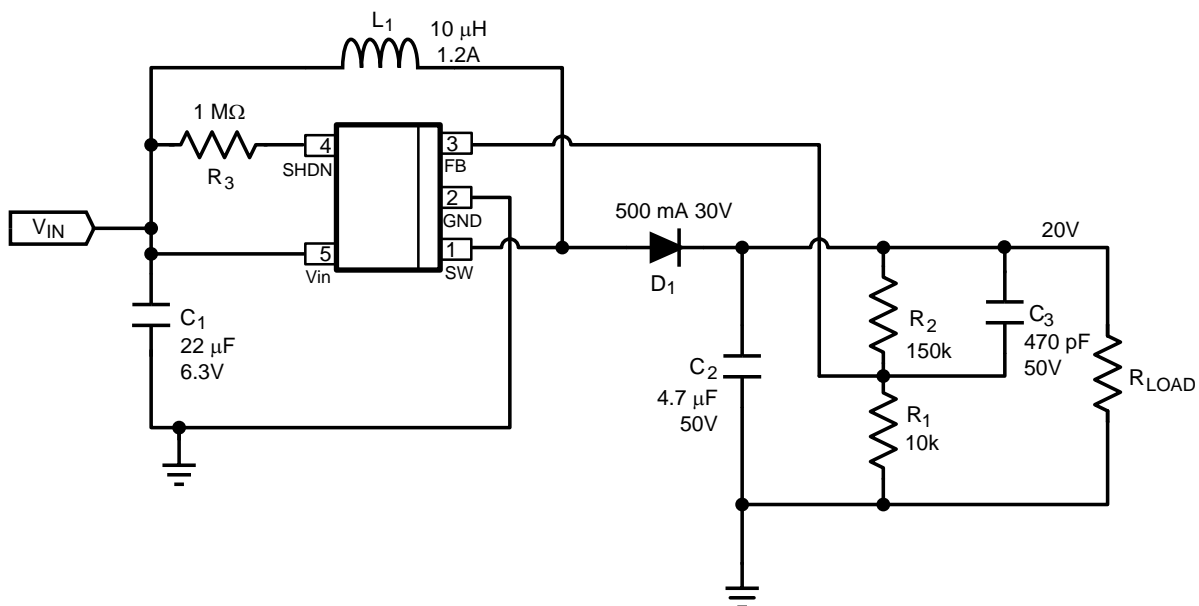 L1
10 μH
1.2A
1 MΩ
R3
4
SHDN
3
FB
2
GND
1
SW
5
Vin
VIN
C1
22 μF
6.3V
500 mA 30V
D1
20V
C2
4.7 μF
50V
R2
150k
C3
470 pF
50V
R1
10k
RLOAD